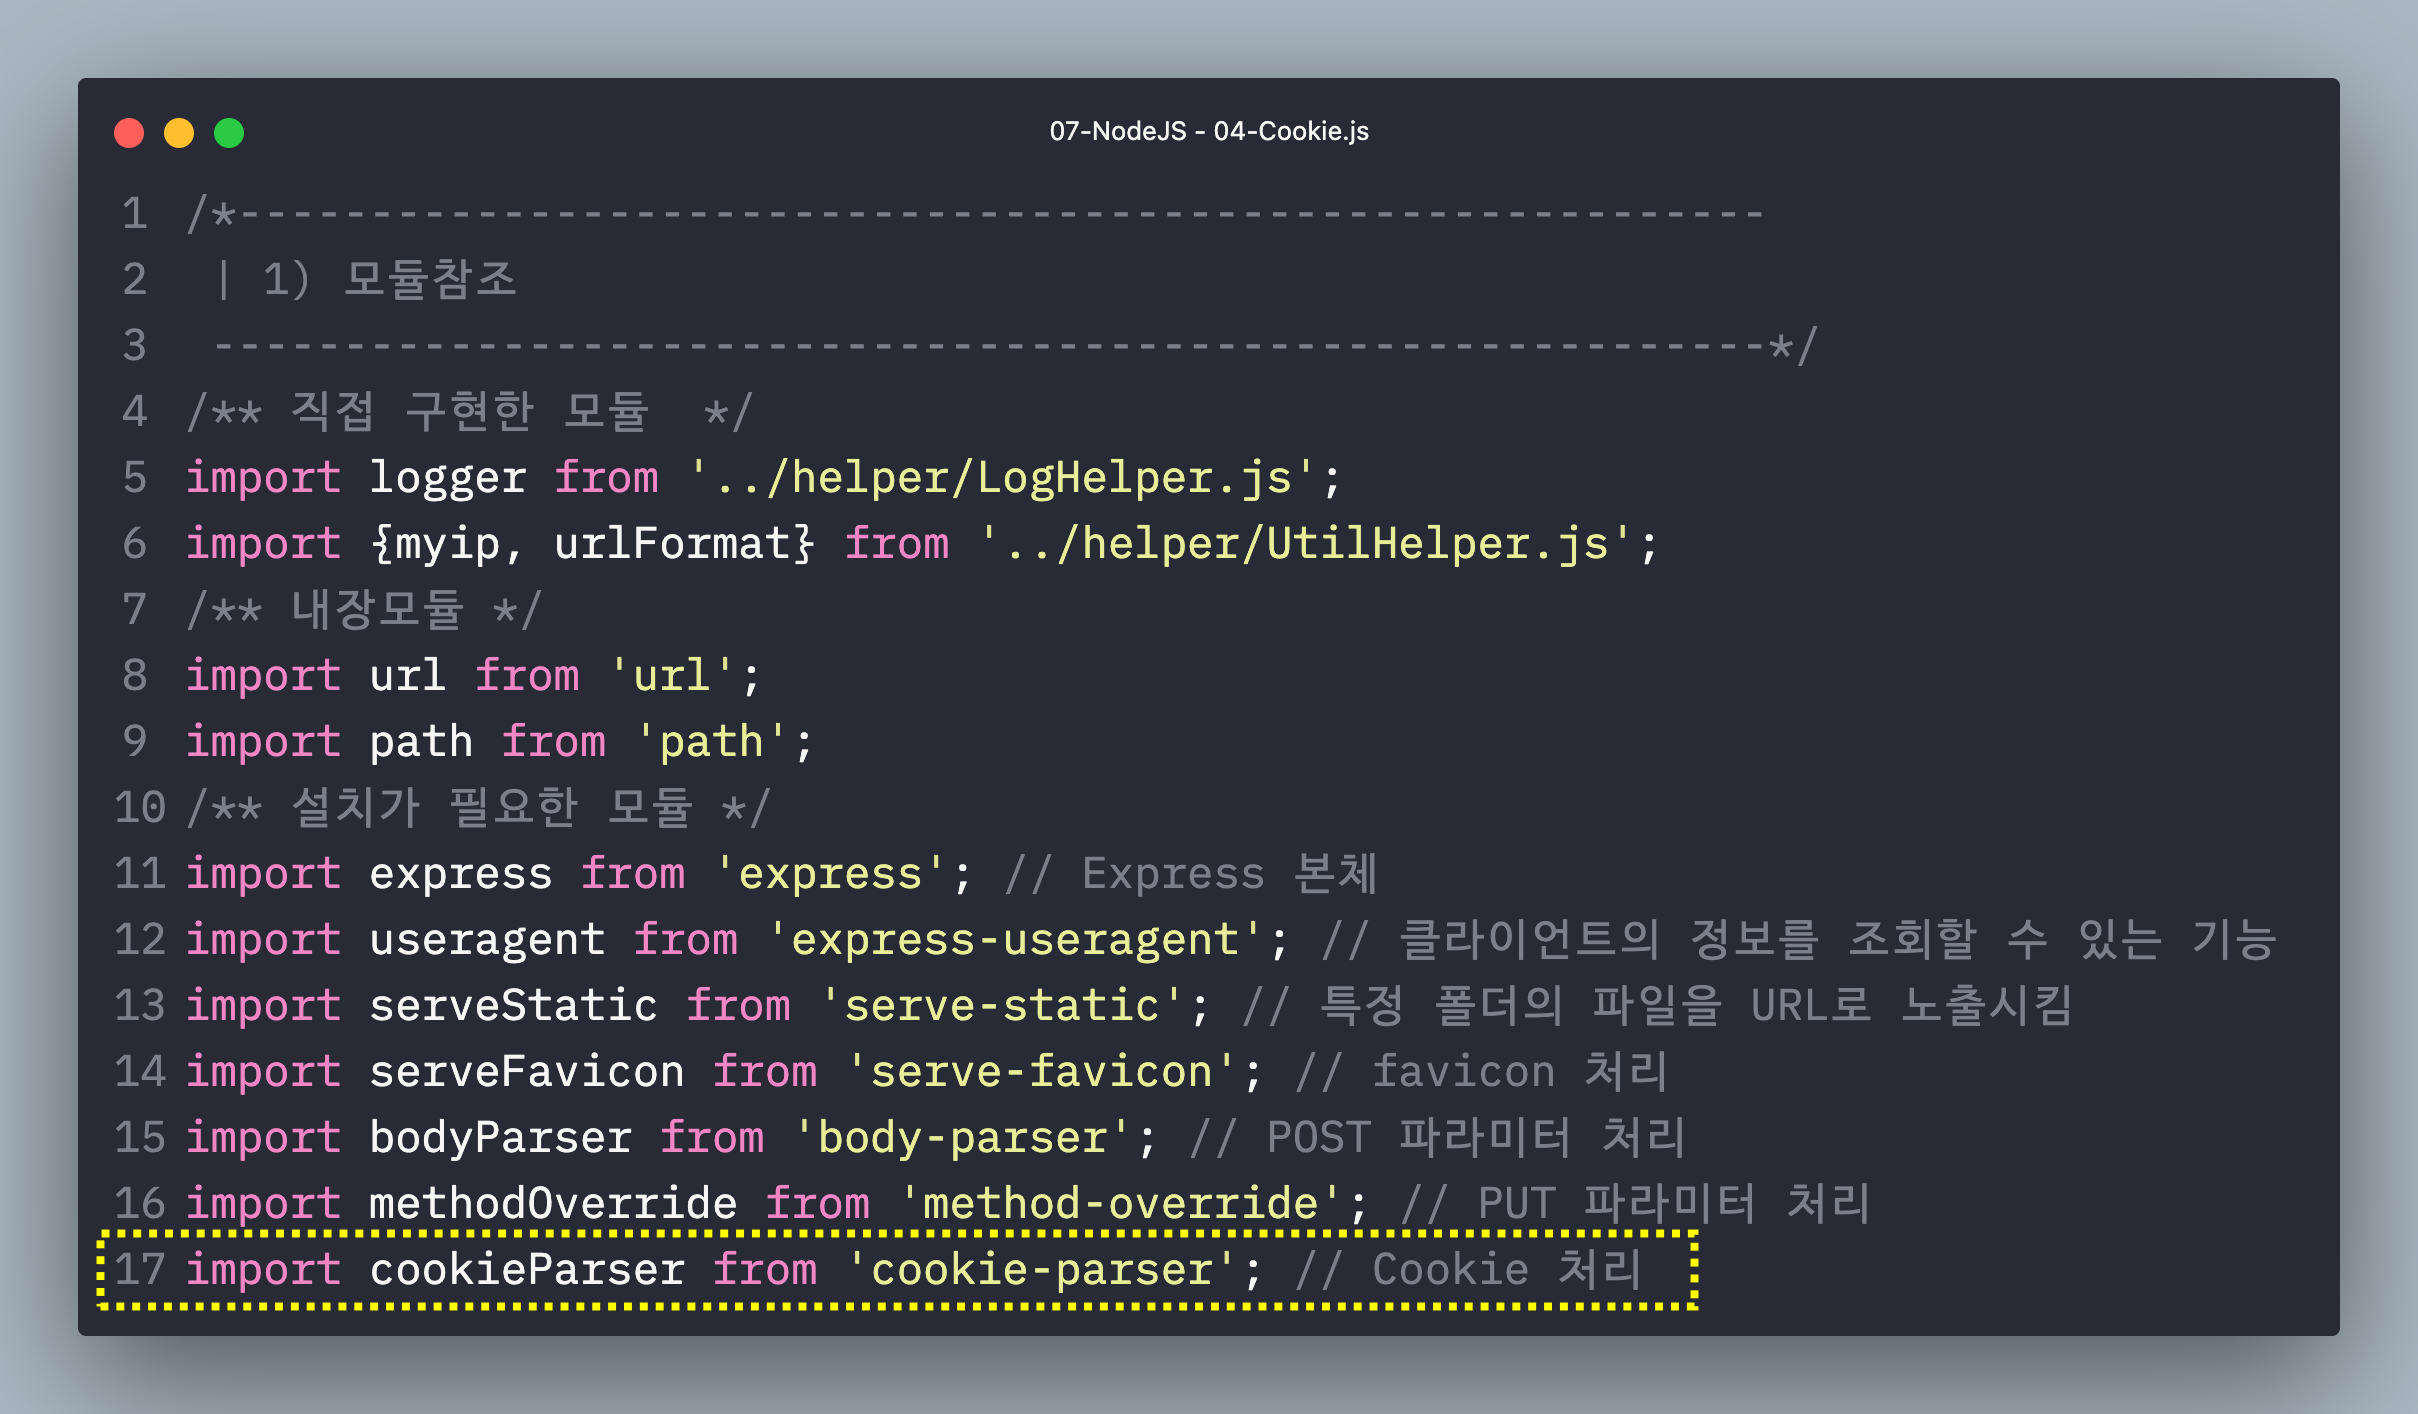 07-NodeJS - 04-Cookie.js
1 /*----------------------------------------------------------
2  | 1) 모듈참조
3  -----------------------------------------------------------*/
4 /** 직접 구현한 모듈  */
5 import logger from '../helper/LogHelper.js';
6 import {myip, urlFormat} from '../helper/UtilHelper.js';
7 /** 내장모듈 */
8 import url from 'url';
9 import path from 'path';
10 /** 설치가 필요한 모듈 */
11 import express from 'express'; // Express 본체
12 import useragent from 'express-useragent'; // 클라이언트의 정보를 조회할 수 있는 기능
13 import serveStatic from 'serve-static'; // 특정 폴더의 파일을 URL로 노출시킴
14 import serveFavicon from 'serve-favicon'; // favicon 처리
15 import bodyParser from 'body-parser'; // POST 파라미터 처리
16 import methodOverride from 'method-override'; // PUT 파라미터 처리
17 import cookieParser from 'cookie-parser'; // Cookie 처리